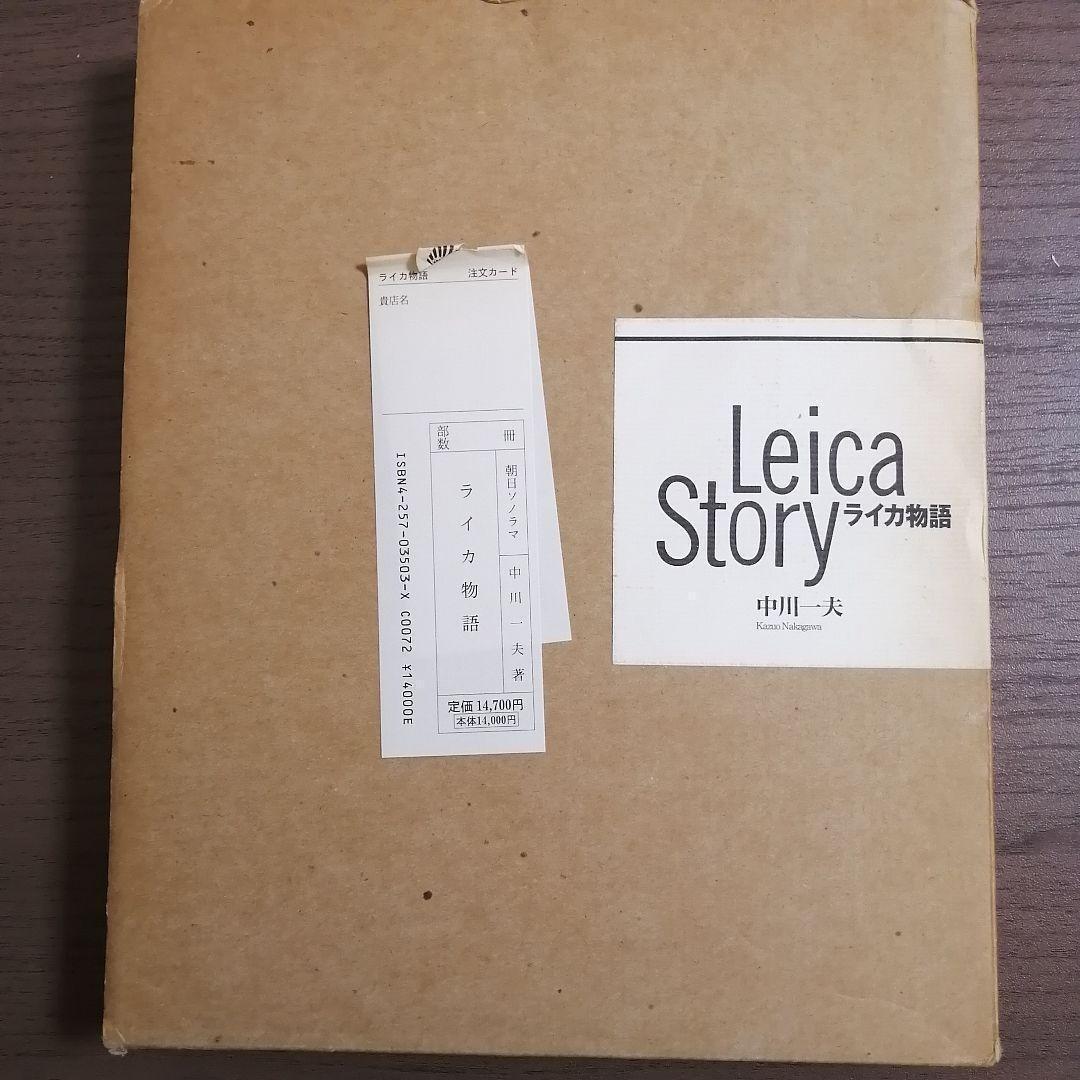 ライカ物語 注文カード
貴店名
部数 冊
朝日ソノラマ 中川一夫著
ライカ物語
定価 14,700円
本体14,000円
ISBN4-257-03503-X C0072 ¥14000E
Leica
Story ライカ物語
中川一夫
Kazuo Nakagawa